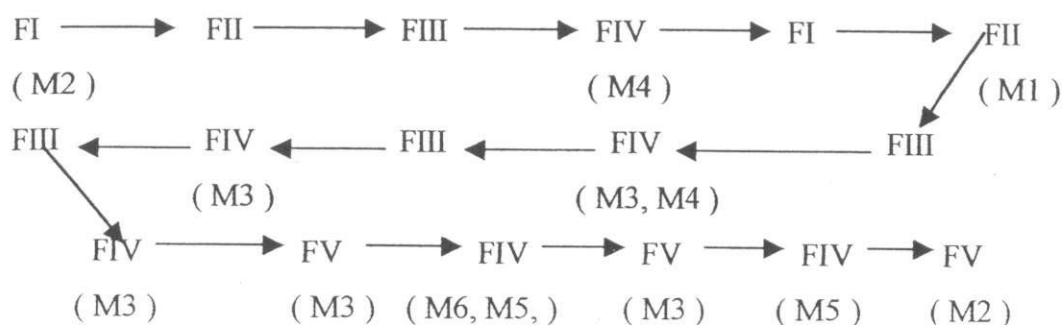 FI FII FIII FIV FI FII
( M2 ) ( M4 ) ( M1 )
FIII FIV FIII FIV FIII
( M3 ) ( M3, M4 )
FIV FV FIV FV FIV FV
( M3 ) ( M3 ) ( M6, M5, ) ( M3 ) ( M5 ) ( M2 )